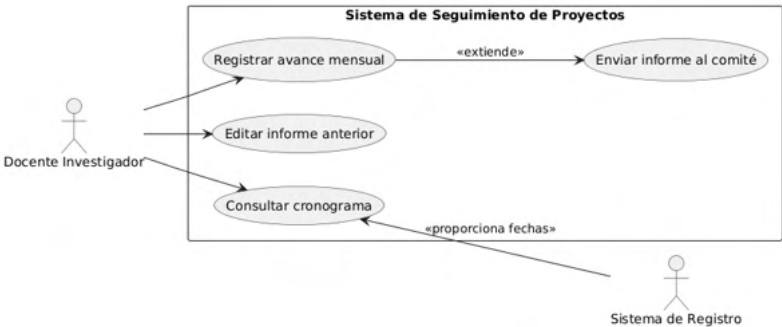 Sistema de Seguimiento de Proyectos
Registrar avance mensual
«extiende»
Enviar informe al comité
Editar informe anterior
Docente Investigador
Consultar cronograma
«proporciona fechas»
Sistema de Registro